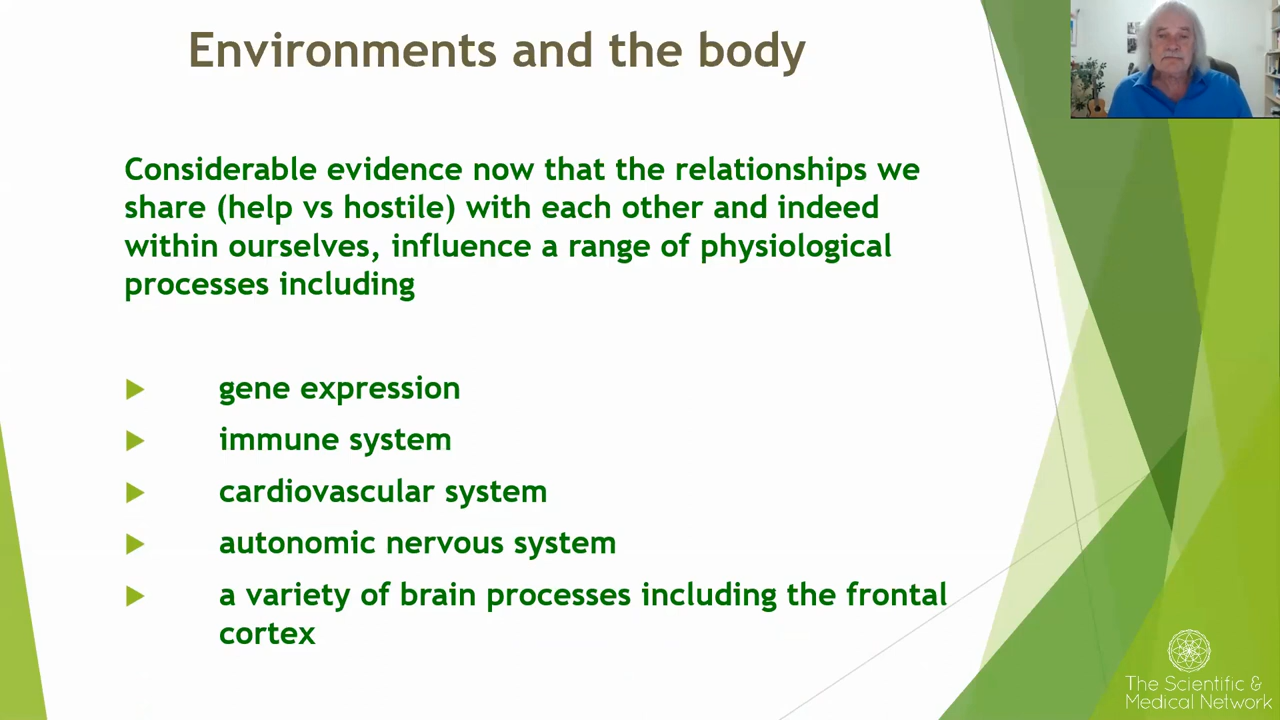 Environments and the body
Considerable evidence now that the relationships we
share (help vs hostile) with each other and indeed
within ourselves, influence a range of physiological
processes including
gene expression
immune system
cardiovascular system
autonomic nervous system
a variety of brain processes including the frontal
cortex
The Scientific &
Medical Network